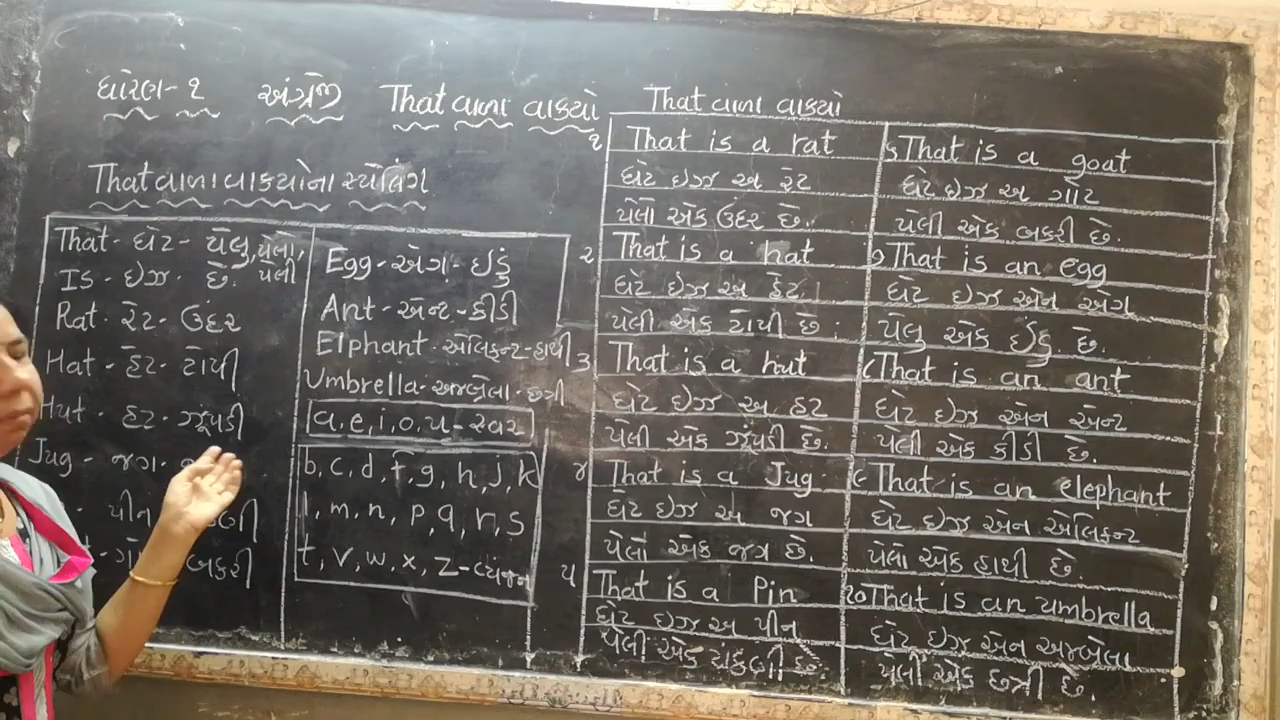 ધોરણ-૨ અંગ્રેજી That વાળા વાક્યો
That વાળા વાક્યોના સ્પેલિંગ
That - ધેટ - પેલુ, પેલો,
પેલી
Is - ઇઝ - છે.
Rat - રેટ - ઉંદર
Hat - હેટ - ટોપી
Hut - હટ - ઝૂંપડી
Jug - જગ -
પીન
બકરી
Egg - એગ - ઇંડુ
Ant - એન્ટ - કીડી
Elphant - એલિફન્ટ - હાથી
Umbrella - અમ્બ્રેલા - છત્રી
a, e, i, o, u - સ્વર
b, c, d, f, g, h, j, k
l, m, n, p, q, r, s
t, v, w, x, z - વ્યંજન
That વાળા વાક્યો
૧ That is a rat
ધેટ ઇઝ અ રેટ
પેલો એક ઉંદર છે.
૨ That is a hat
ધેટ ઇઝ અ હેટ
પેલી એક ટોપી છે.
૩ That is a hut
ધેટ ઇઝ અ હટ
પેલી એક ઝૂંપડી છે.
૪ That is a Jug
ધેટ ઇઝ અ જગ
પેલો એક જગ છે.
૫ That is a Pin
ધેટ ઇઝ અ પીન
પેલી એક ટાંકણી છે.
૬ That is a goat
ધેટ ઇઝ અ ગોટ
પેલી એક બકરી છે.
૭ That is an egg
ધેટ ઇઝ એન એગ
પેલુ એક ઈંડુ છે.
૮ That is an ant
ધેટ ઇઝ એન એન્ટ
પેલી એક કીડી છે.
૯ That is an elephant
ધેટ ઇઝ એન એલિફન્ટ
પેલો એક હાથી છે.
૧૦ That is an umbrella
ધેટ ઇઝ એન અમ્બ્રેલા
પેલી એક છત્રી છે.